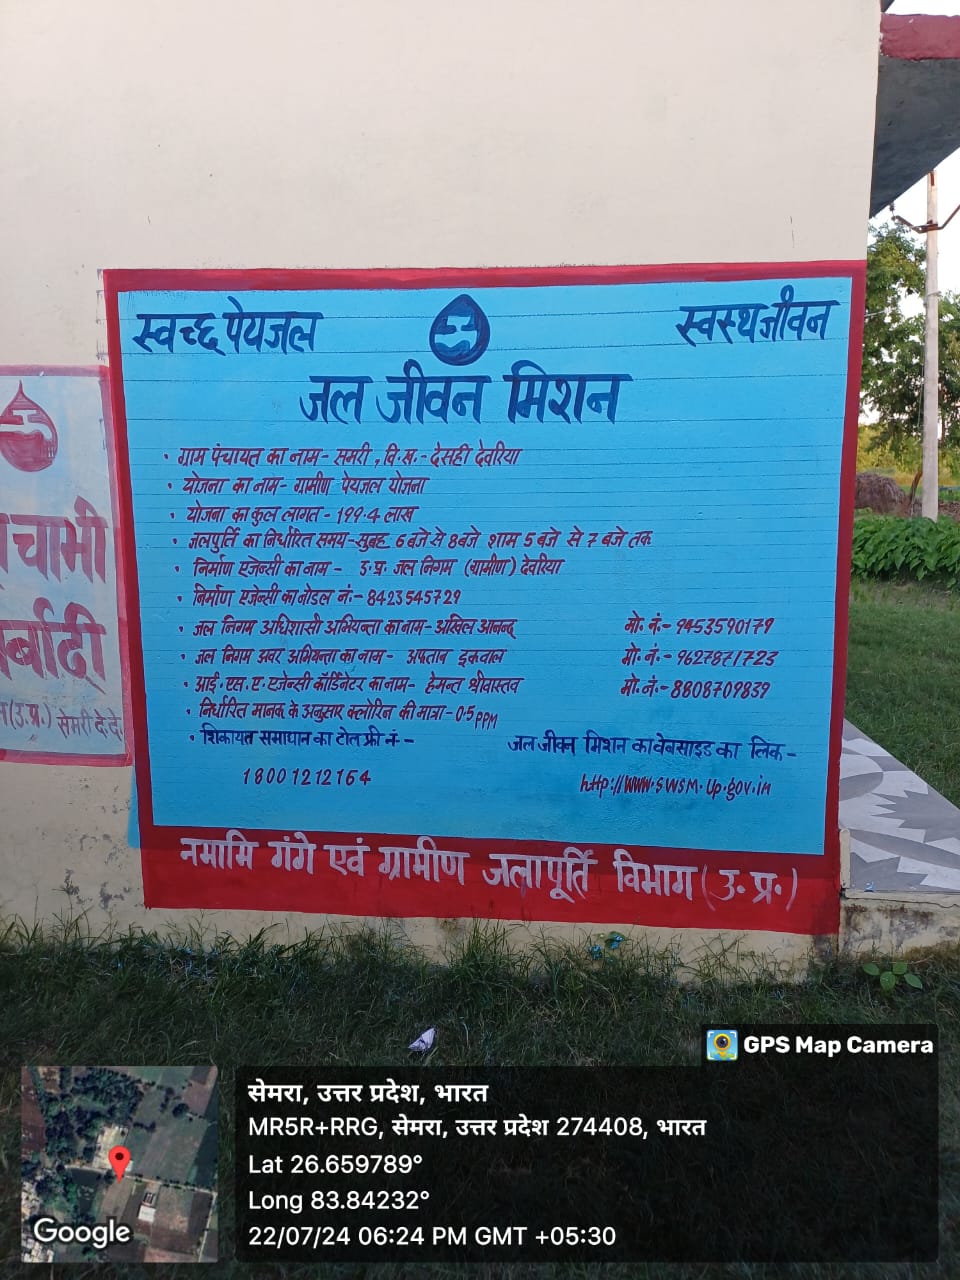 स्वच्छ पेयजल
स्वस्थ जीवन
जल जीवन मिशन
• ग्राम पंचायत का नाम - समरी , वि.ख. - देसही देवरिया
• योजना का नाम - ग्रामीण पेयजल योजना
• योजना का कुल लागत - 199.4 लाख
• जलपुर्ति का निर्धारित समय - सुबह 6 बजे से 8 बजे शाम 5 बजे से 7 बजे तक
• निर्माण एजेन्सी का नाम - उ.प्र. जल निगम (ग्रामीण) देवरिया
• निर्माण एजेन्सी का नोडल नं. - 8423545729
• जल निगम अधिशासी अभियन्ता का नाम - अखिल आनन्द मो. नं. - 9453590179
• जल निगम अवर अभियन्ता का नाम - अफताव इकवाल मो. नं. - 9627871723
• आई. एस. ए. एजेन्सी कॉर्डिनेटर का नाम - हेमन्त श्रीवास्तव मो. नं. - 8808709839
• निर्धारित मानक के अनुसार क्लोरिन की मात्रा - 0.5 PPM
• शिकायत समाधान का टोल फ्री नं -
18001212164
जल जीवन मिशन का वेबसाइड का लिंक -
http://www.swsm.up.gov.in
नमामि गंगे एवं ग्रामीण जलापूर्ति विभाग (उ. प्र.)
चाभी
र्बादी
(उ.प्र.) सेमरी दे.दे.
GPS Map Camera
सेमरा, उत्तर प्रदेश, भारत
MR5R+RRG, सेमरा, उत्तर प्रदेश 274408, भारत
Lat 26.659789°
Long 83.84232°
22/07/24 06:24 PM GMT +05:30
Google